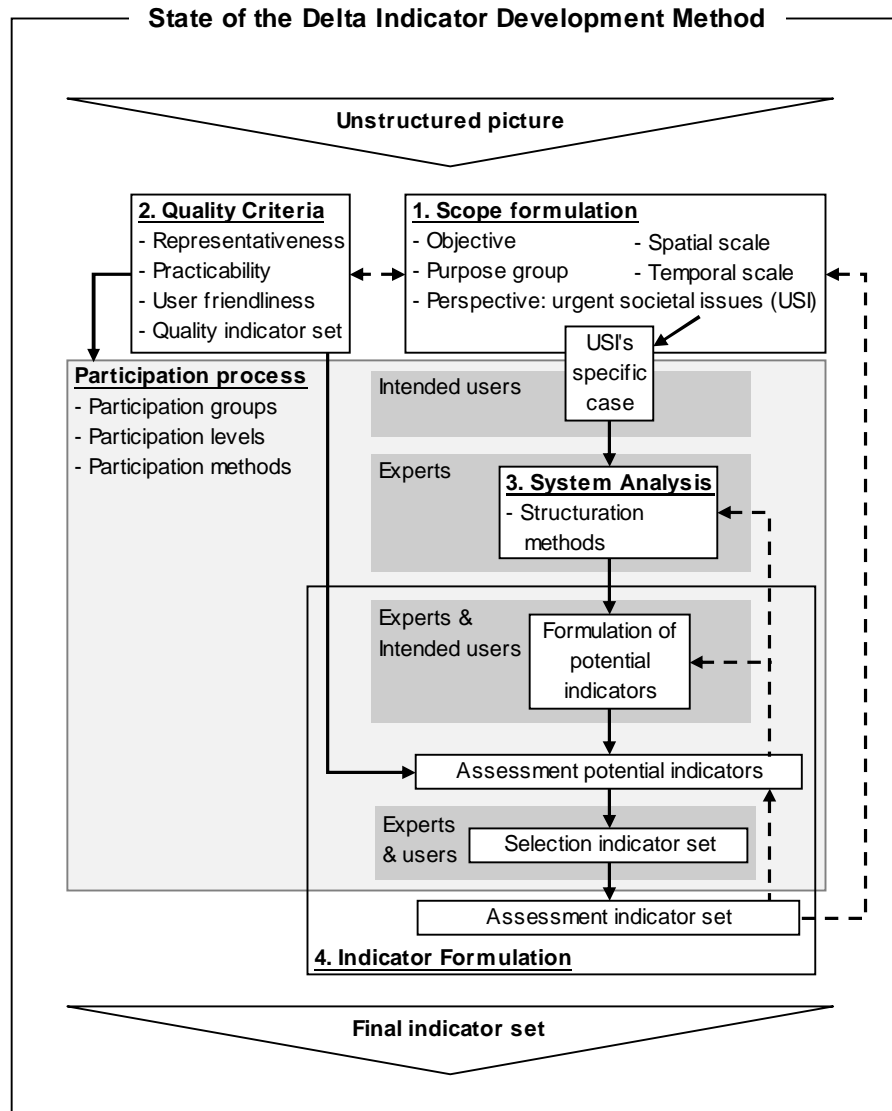 State of the Delta Indicator Development Method
Unstructured picture
2. Quality Criteria
- Representativeness
- Practicability
- User friendliness
- Quality indicator set
1. Scope formulation
- Objective
- Spatial scale
- Purpose group
- Temporal scale
- Perspective: urgent societal issues (USI)
USI's
specific
case
Participation process
- Participation groups
- Participation levels
- Participation methods
Intended users
Experts
3. System Analysis
- Structuration
methods
Experts &
Intended users
Formulation of
potential
indicators
Assessment potential indicators
Experts
& users
Selection indicator set
Assessment indicator set
4. Indicator Formulation
Final indicator set